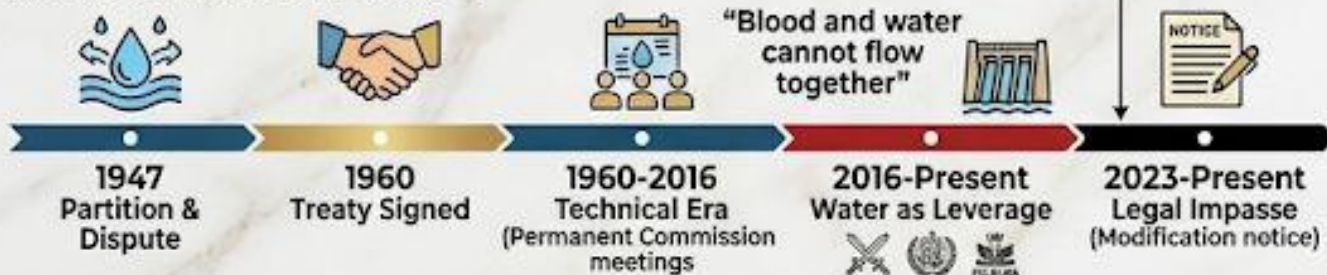 "Blood and water
cannot flow
together"
NOTICE
1947
Partition &
Dispute
1960
Treaty Signed
1960-2016
Technical Era
(Permanent Commission
meetings
2016-Present
Water as Leverage
2023-Present
Legal Impasse
(Modification notice)